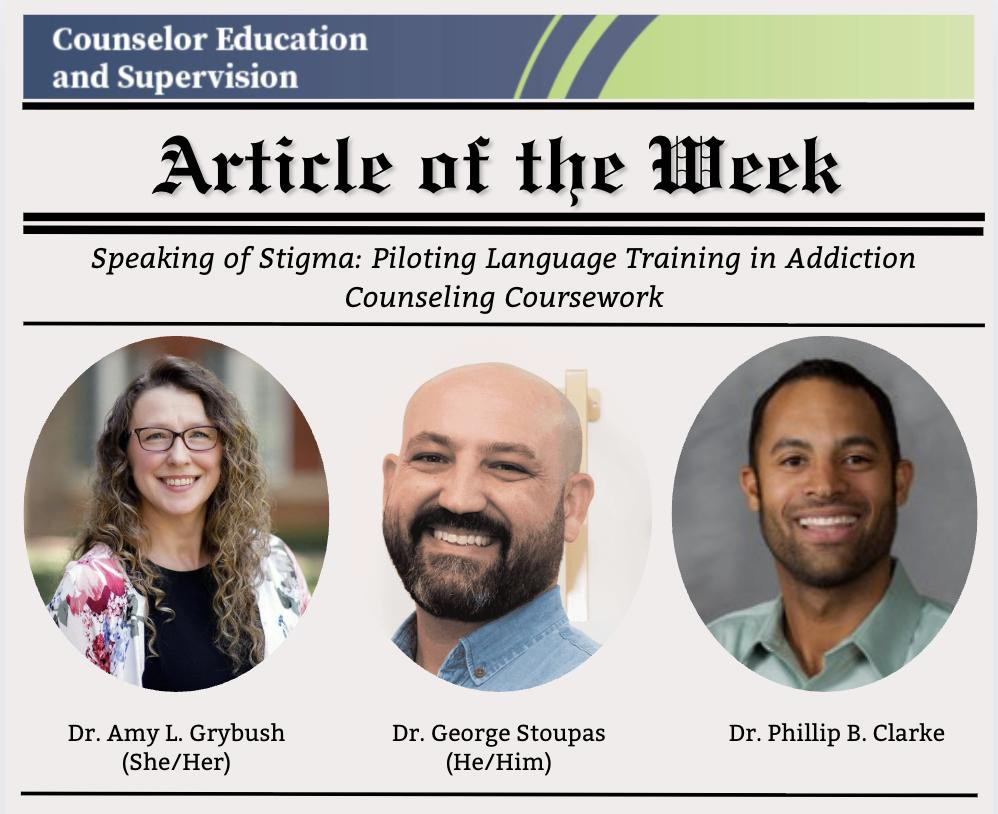 Counselor Education
and Supervision
Article of the Week
Speaking of Stigma: Piloting Language Training in Addiction
Counseling Coursework
Dr. Amy L. Grybush
(She/Her)
Dr. George Stoupas
(He/Him)
Dr. Phillip B. Clarke